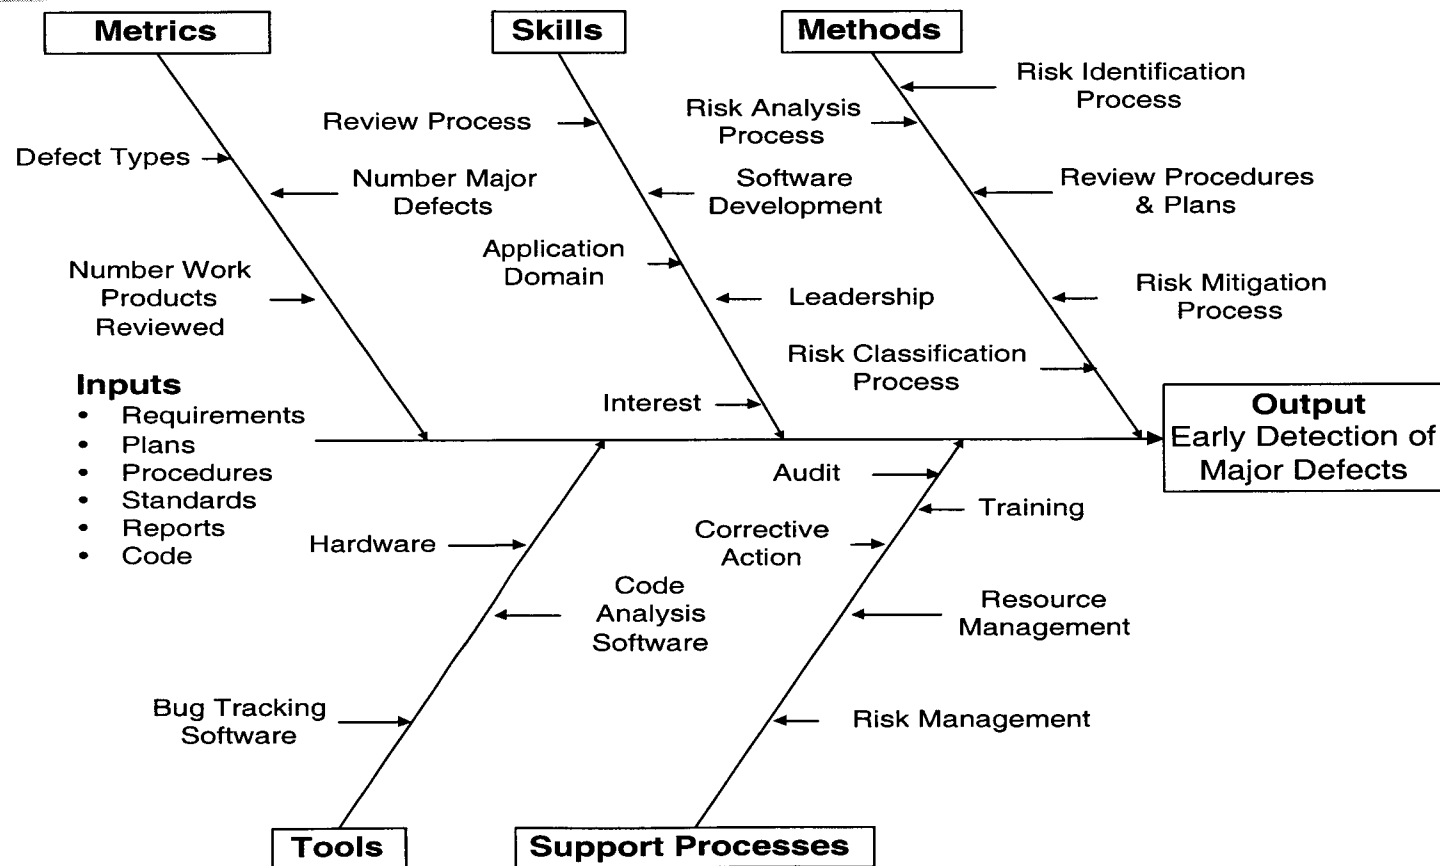 Metrics
Skills
Methods
Risk Identification
Process
Risk Analysis
Process
Review Process
Defect Types
Number Major
Defects
Software
Development
Review Procedures
& Plans
Application
Domain
Number Work
Products
Reviewed
Leadership
Risk Mitigation
Process
Risk Classification
Process
Interest
Inputs
• Requirements
• Plans
• Procedures
• Standards
• Reports
• Code
Output
Early Detection of
Major Defects
Audit
Training
Hardware
Corrective
Action
Code
Analysis
Software
Resource
Management
Bug Tracking
Software
Risk Management
Tools
Support Processes